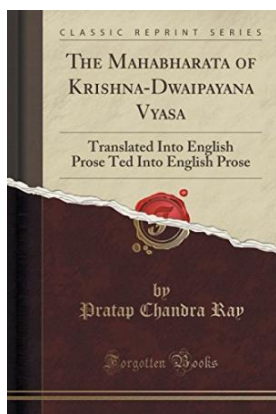 CLASSIC REPRINT SERIES
THE MAHABHARATA OF
KRISHNA-DWAIPAYANA
VYASA
Translated Into English
Prose Ted Into English Prose
by
Pratap Chandra Ray
Forgotten Books